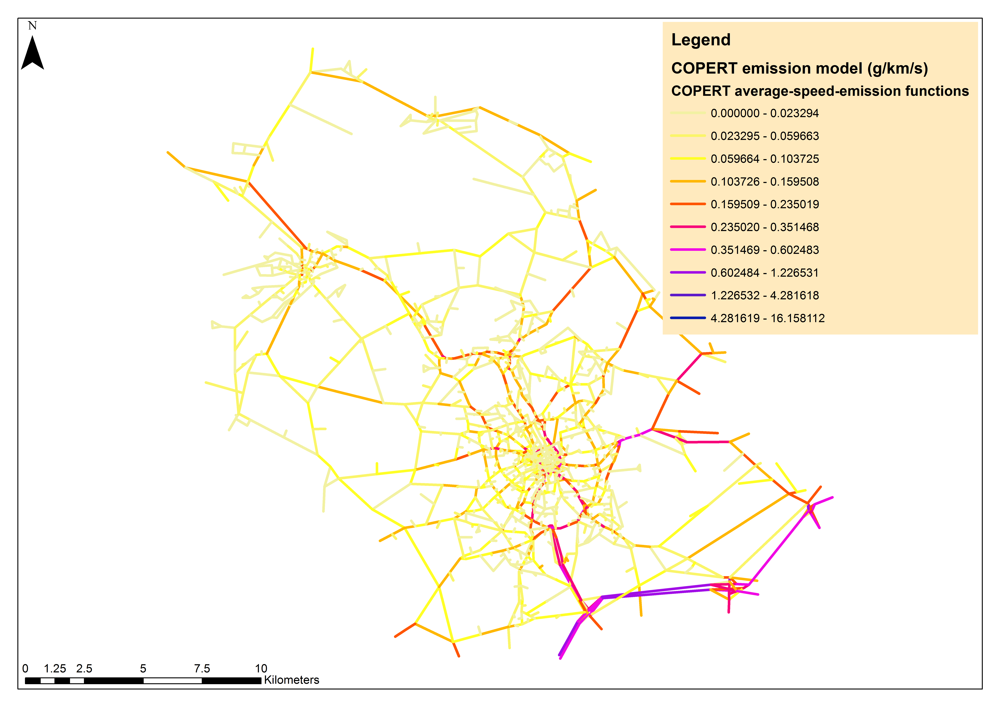 N
Legend
COPERT emission model (g/km/s)
COPERT average-speed-emission functions
0.000000 - 0.023294
0.023295 - 0.059663
0.059664 - 0.103725
0.103726 - 0.159508
0.159509 - 0.235019
0.235020 - 0.351468
0.351469 - 0.602483
0.602484 - 1.226531
1.226532 - 4.281618
4.281619 - 16.158112
0 1.25 2.5 5 7.5 10
Kilometers